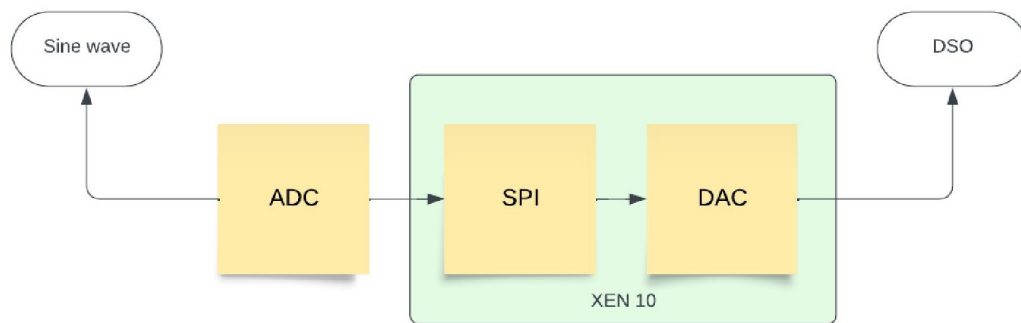 Sine wave
DSO
ADC
SPI
DAC
XEN 10